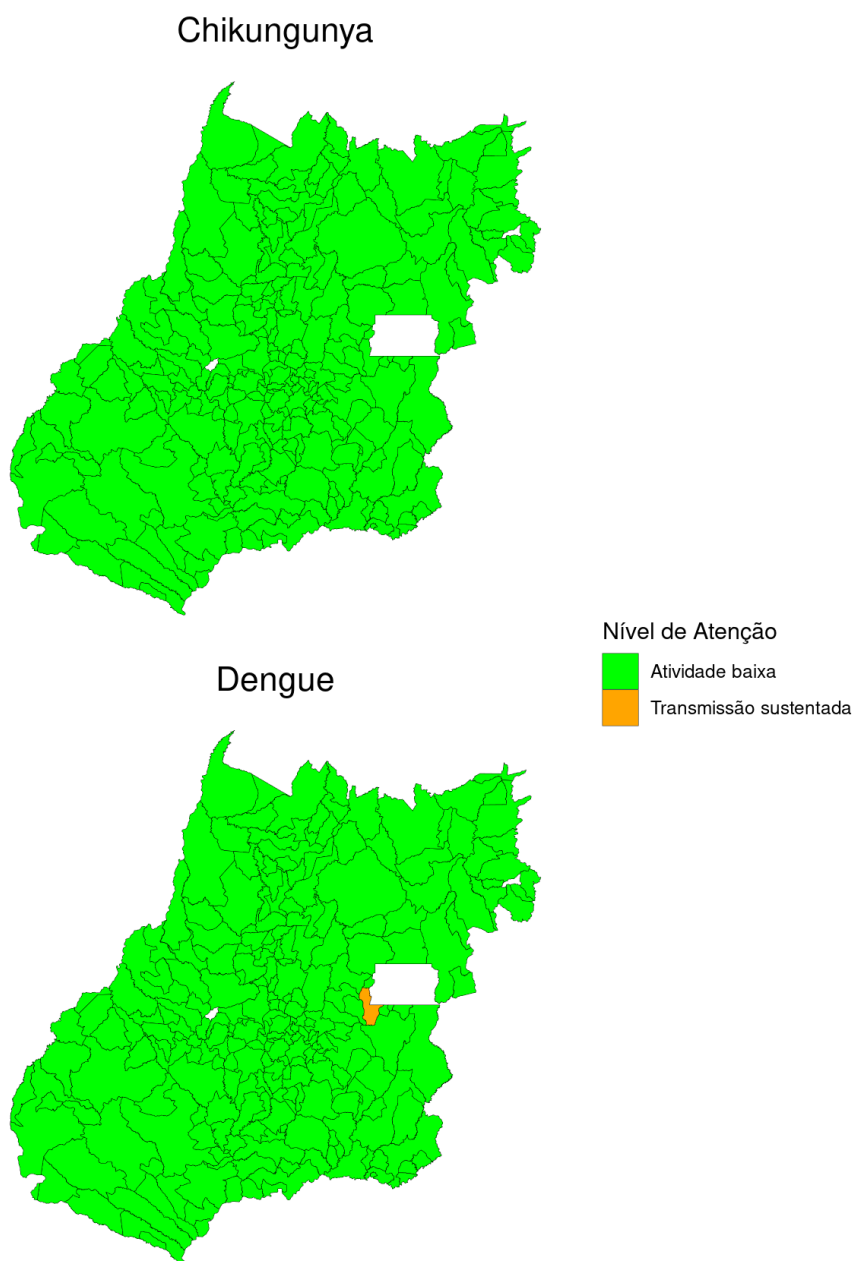 Chikungunya
Nível de Atenção
Atividade baixa
Transmissão sustentada
Dengue